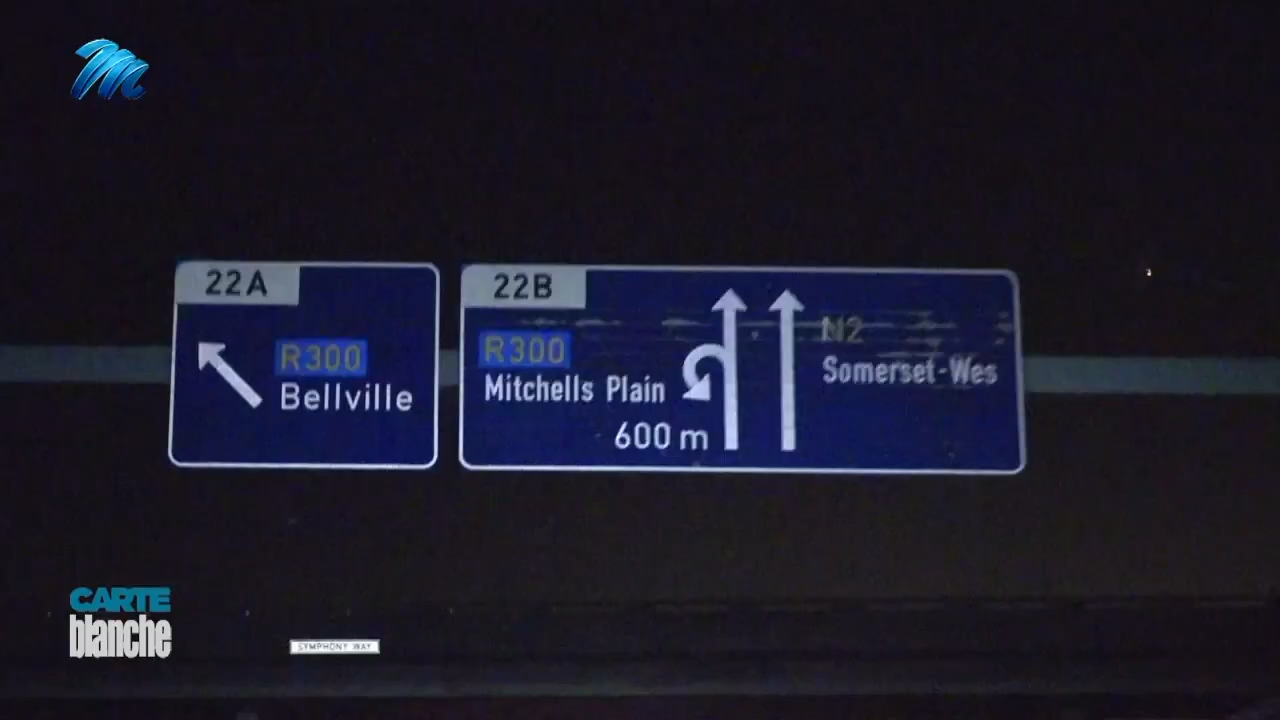 22A
R300
Bellville
22B
R300
Mitchells Plain
600 m
N2
Somerset-Wes
CARTE
blanche
SYMPHONY WAY